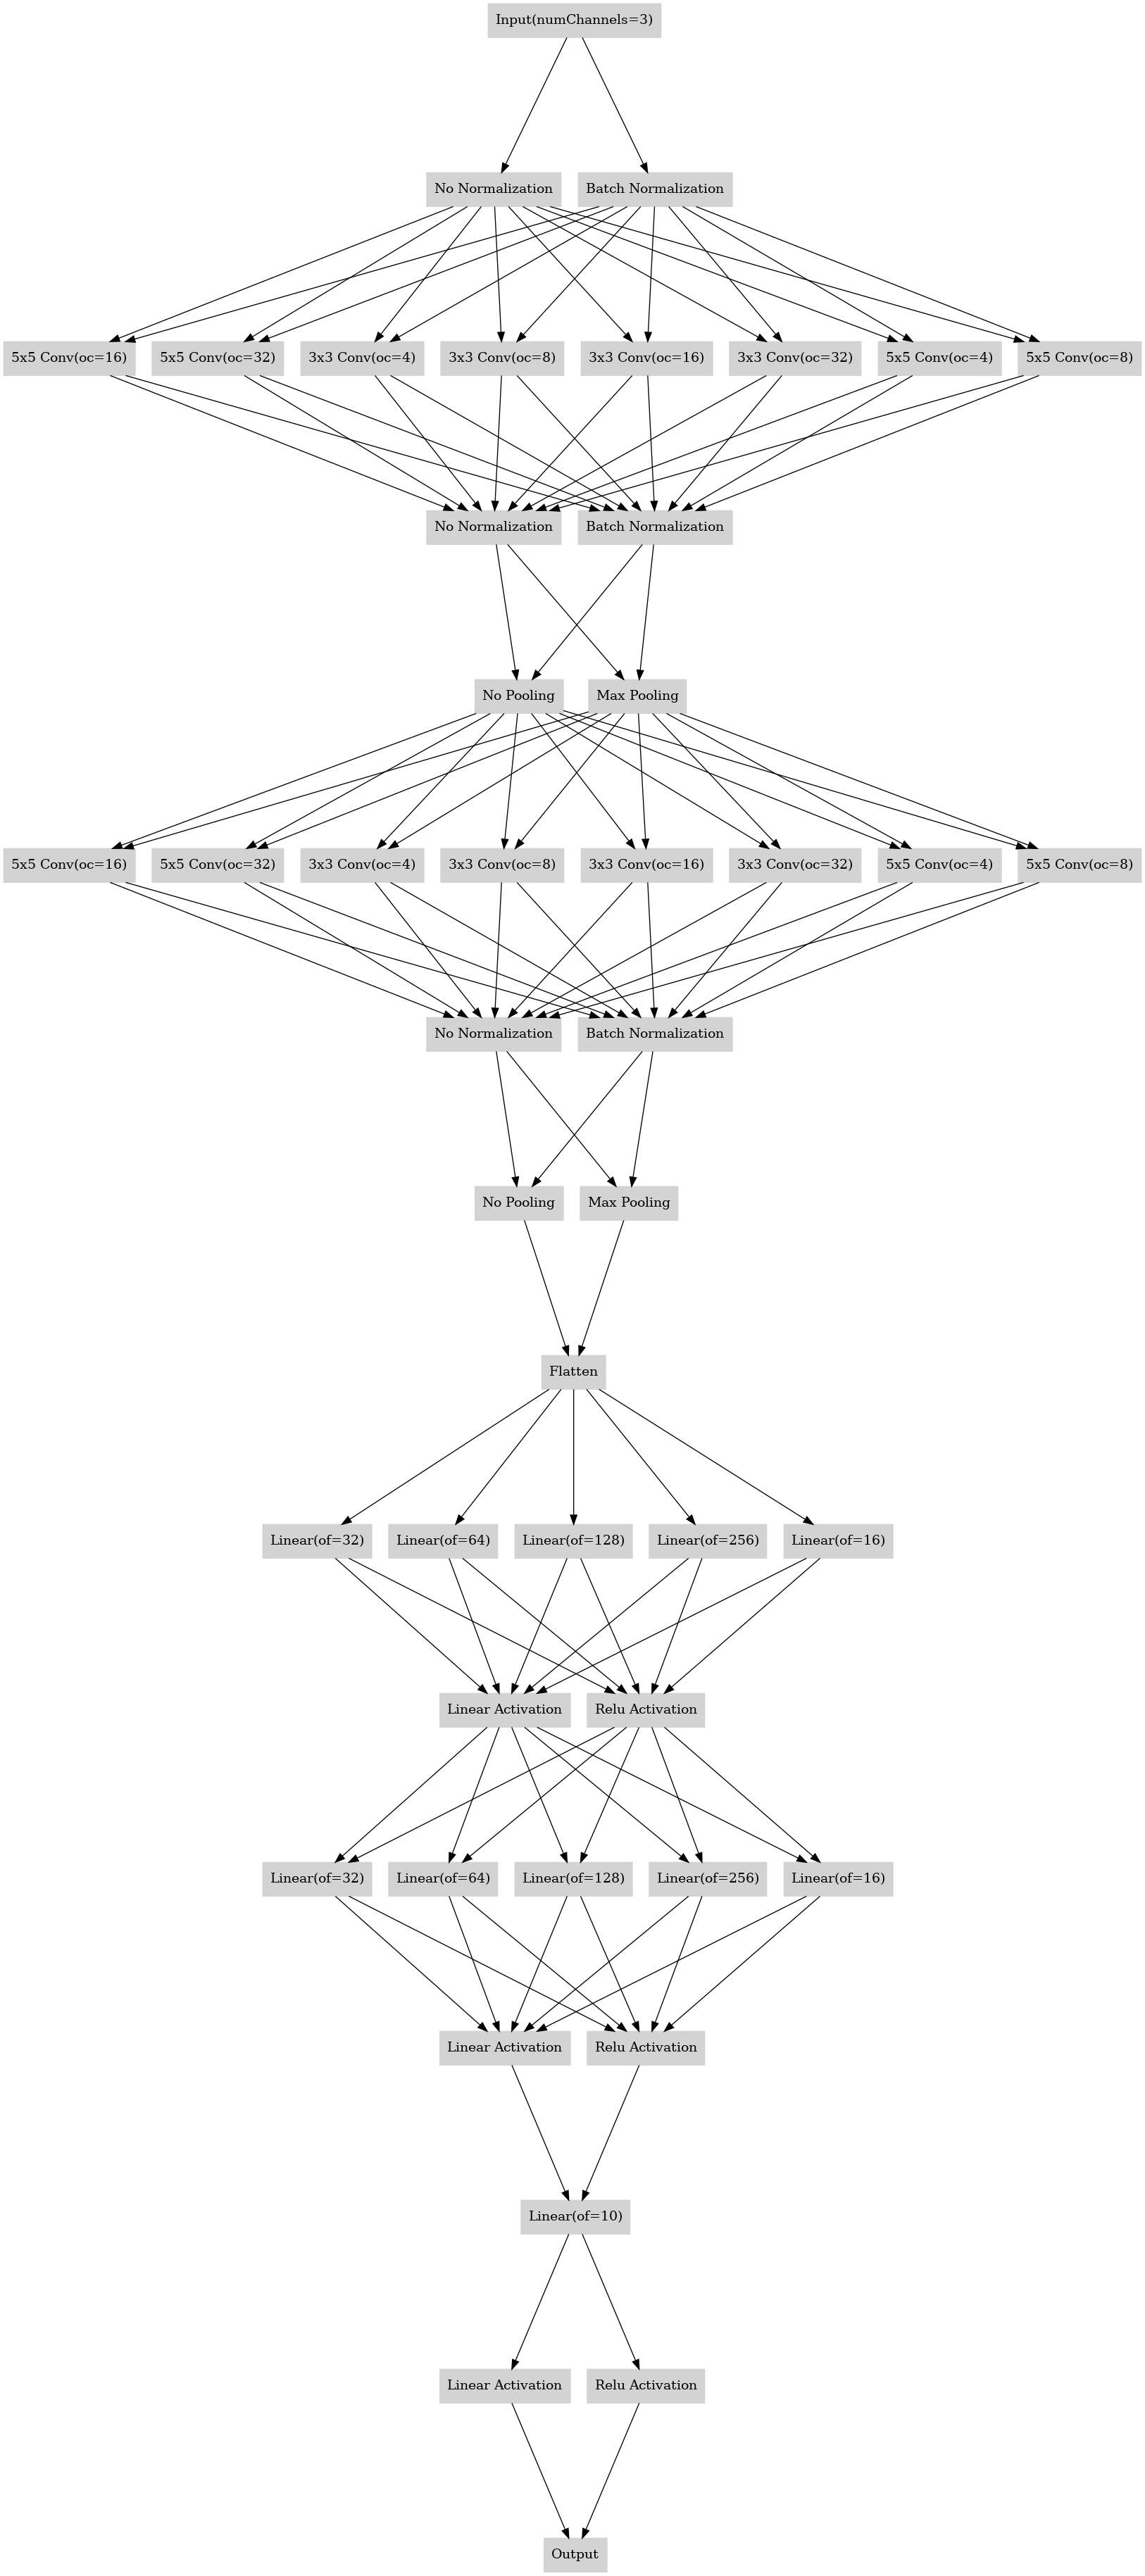 Input(numChannels=3)
No Normalization
Batch Normalization
5x5 Conv(oc=16)
5x5 Conv(oc=32)
3x3 Conv(oc=4)
3x3 Conv(oc=8)
3x3 Conv(oc=16)
3x3 Conv(oc=32)
5x5 Conv(oc=4)
5x5 Conv(oc=8)
No Normalization
Batch Normalization
No Pooling
Max Pooling
5x5 Conv(oc=16)
5x5 Conv(oc=32)
3x3 Conv(oc=4)
3x3 Conv(oc=8)
3x3 Conv(oc=16)
3x3 Conv(oc=32)
5x5 Conv(oc=4)
5x5 Conv(oc=8)
No Normalization
Batch Normalization
No Pooling
Max Pooling
Flatten
Linear(of=32)
Linear(of=64)
Linear(of=128)
Linear(of=256)
Linear(of=16)
Linear Activation
Relu Activation
Linear(of=32)
Linear(of=64)
Linear(of=128)
Linear(of=256)
Linear(of=16)
Linear Activation
Relu Activation
Linear(of=10)
Linear Activation
Relu Activation
Output